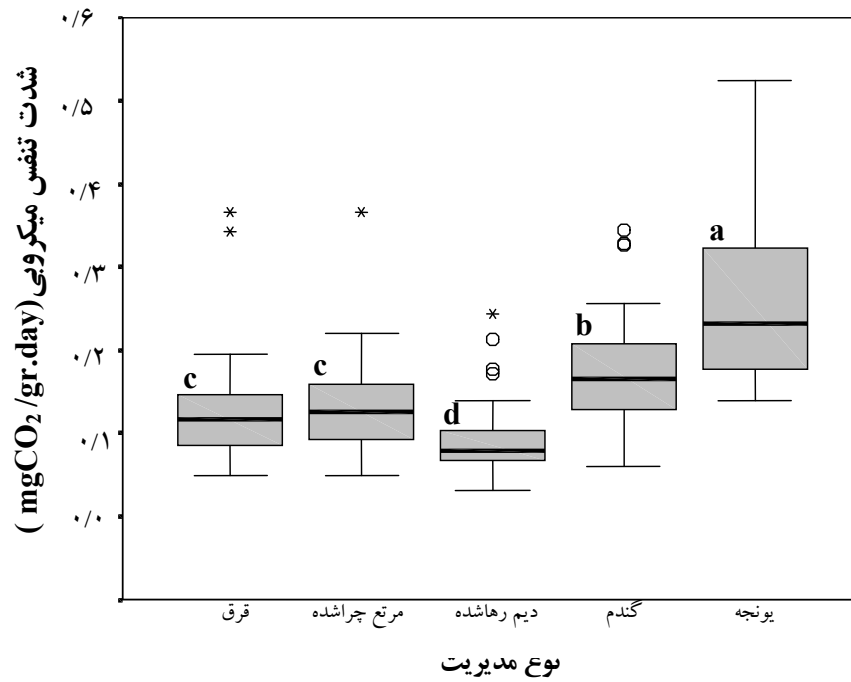 شدت تنفس میکروبی (mgCO2/gr.day)
۰/۶
۰/۵
۰/۴
۰/۳
۰/۲
۰/۱
۰/۰
c
c
d
b
a
قرق
مرتع چراشده
دیم رهاشده
گندم
یونجه
نوع مدیریت